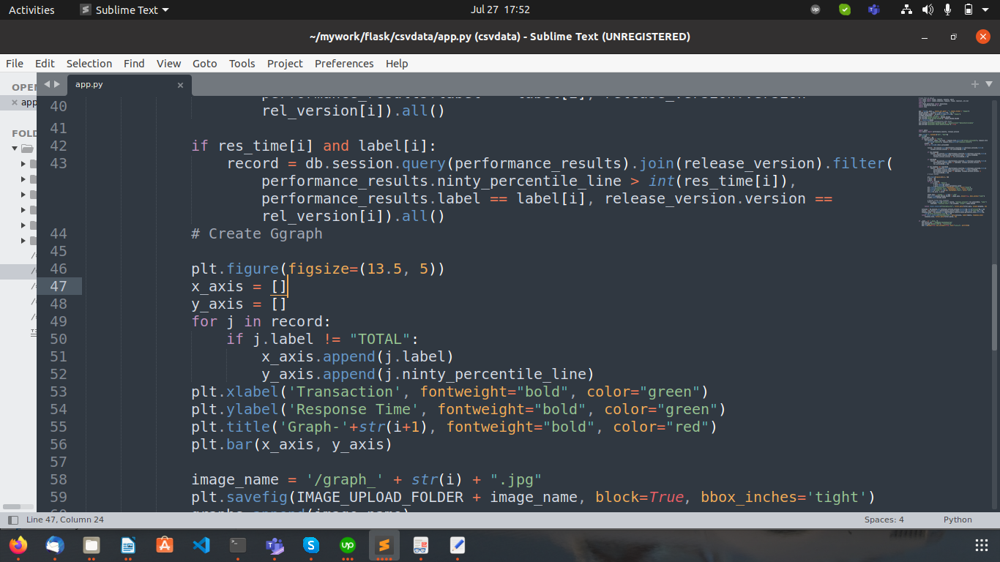 Activities Sublime Text Jul 27 17:52
~/mywork/flask/csvdata/app.py (csvdata) - Sublime Text (UNREGISTERED)
File Edit Selection Find View Goto Tools Project Preferences Help
OPEN
app
FOLD
app.py
40 rel_version[i]).all()
41
42 if res_time[i] and label[i]:
43 record = db.session.query(performance_results).join(release_version).filter(
performance_results.ninty_percentile_line > int(res_time[i]),
performance_results.label == label[i], release_version.version ==
rel_version[i]).all()
44 # Create Ggraph
45
46 plt.figure(figsize=(13.5, 5))
47 x_axis = []
48 y_axis = []
49 for j in record:
50 if j.label != "TOTAL":
51 x_axis.append(j.label)
52 y_axis.append(j.ninty_percentile_line)
53 plt.xlabel('Transaction', fontweight="bold", color="green")
54 plt.ylabel('Response Time', fontweight="bold", color="green")
55 plt.title('Graph-'+str(i+1), fontweight="bold", color="red")
56 plt.bar(x_axis, y_axis)
57
58 image_name = '/graph_' + str(i) + ".jpg"
59 plt.savefig(IMAGE_UPLOAD_FOLDER + image_name, block=True, bbox_inches='tight')
Line 47, Column 24 Spaces: 4 Python